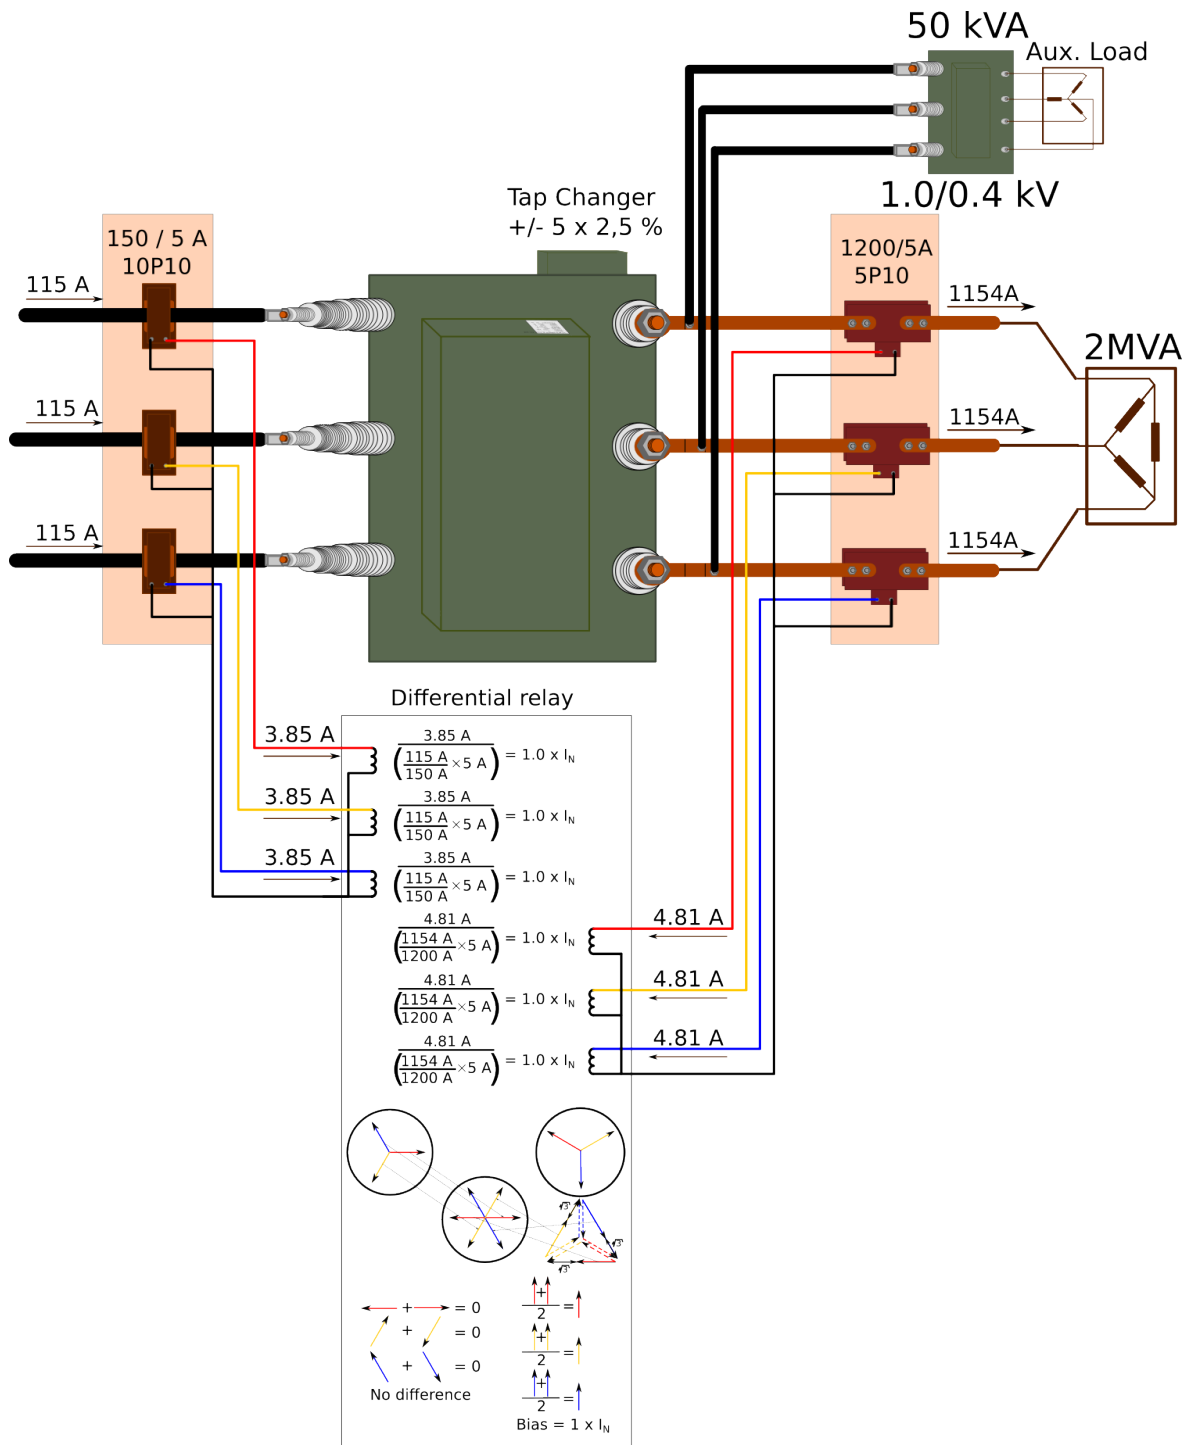 50 kVA
Aux. Load
1.0/0.4 kV
Tap Changer
+/- 5 x 2,5 %
150 / 5 A
10P10
115 A
115 A
115 A
1200/5A
5P10
1154A
1154A
1154A
2MVA
Differential relay
3.85 A
3.85 A
3.85 A
3.85 A
(115 A
150 A ×5 A) = 1.0 x IN
3.85 A
(115 A
150 A ×5 A) = 1.0 x IN
3.85 A
(115 A
150 A ×5 A) = 1.0 x IN
4.81 A
(1154 A
1200 A ×5 A) = 1.0 x IN
4.81 A
(1154 A
1200 A ×5 A) = 1.0 x IN
4.81 A
(1154 A
1200 A ×5 A) = 1.0 x IN
4.81 A
4.81 A
4.81 A
√3
√3
√3
+ = 0
+ = 0
+ = 0
No difference
+
2 =
+
2 =
+
2 =
Bias = 1 x IN